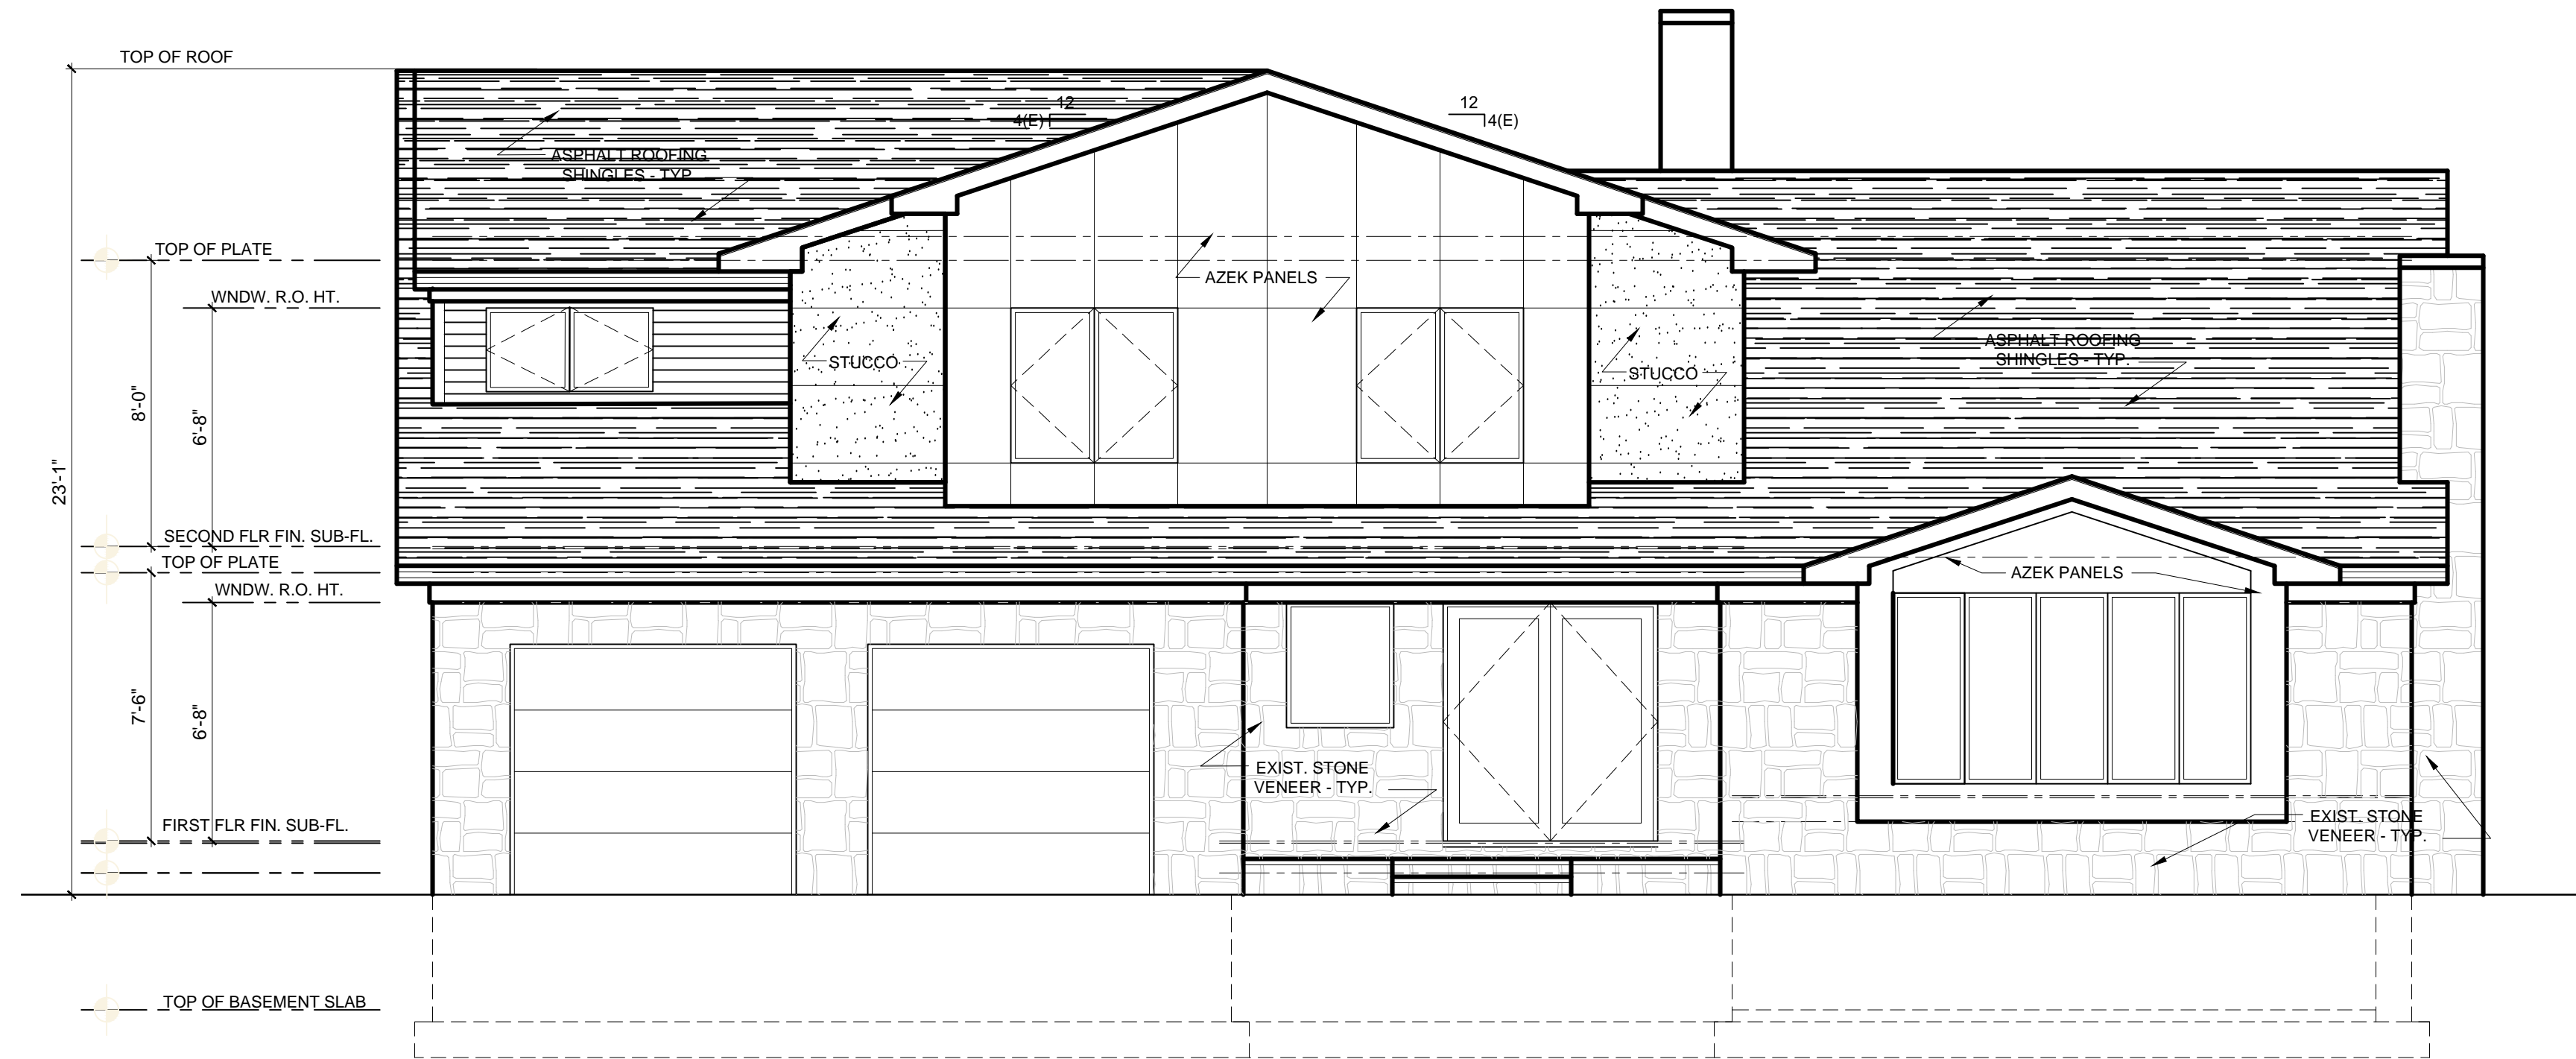 TOP OF ROOF
12
4(E)
12
4(E)
ASPHALT ROOFING
SHINGLES - TYP.
TOP OF PLATE
AZEK PANELS
WNDW. R.O. HT.
STUCCO
STUCCO
ASPHALT ROOFING
SHINGLES - TYP.
8'-0"
6'-8"
23'-1"
SECOND FLR FIN. SUB-FL.
TOP OF PLATE
AZEK PANELS
WNDW. R.O. HT.
7'-6"
6'-8"
EXIST. STONE
VENEER - TYP.
FIRST FLR FIN. SUB-FL.
EXIST. STONE
VENEER - TYP.
TOP OF BASEMENT SLAB